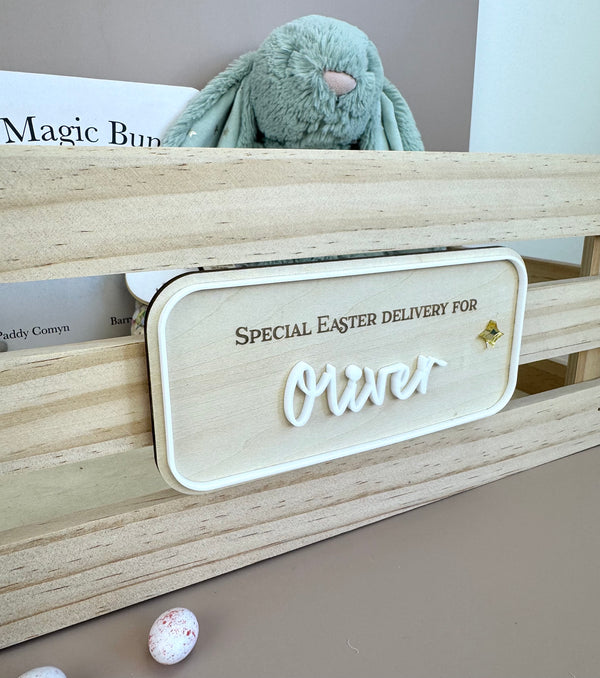 Magic Bun
Paddy Comyn
SPECIAL EASTER DELIVERY FOR
Oliver